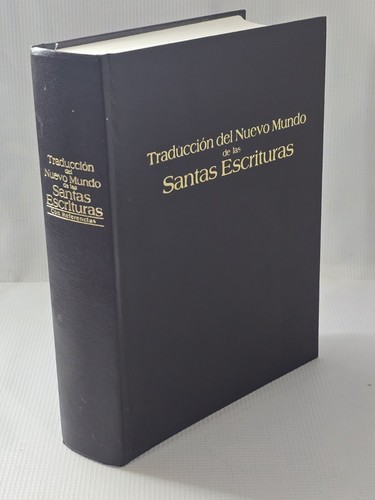 Traducción
del
Nuevo Mundo
de las
Santas
Escrituras
Con Referencias
Traducción del Nuevo Mundo
de las
Santas Escrituras